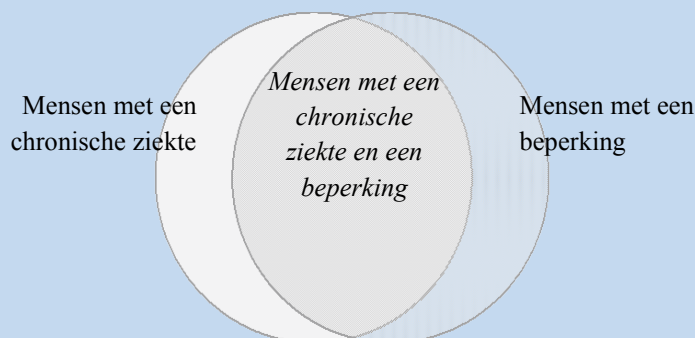 Mensen met een
chronische ziekte
Mensen met een
chronische
ziekte en een
beperking
Mensen met een
beperking